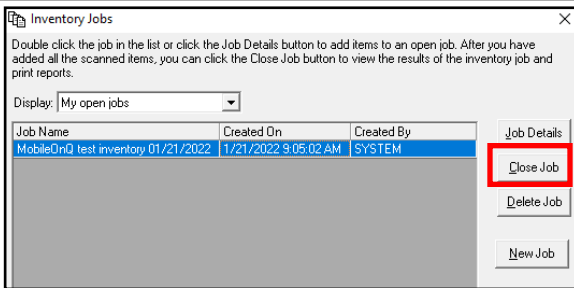 Inventory Jobs
Double click the job in the list or click the Job Details button to add items to an open job. After you have
added all the scanned items, you can click the Close Job button to view the results of the inventory job and
print reports.
Display: My open jobs
Job Name Created On Created By
MobileOnQ test inventory 01/21/2022 1/21/2022 9:05:02 AM SYSTEM
Job Details
Close Job
Delete Job
New Job